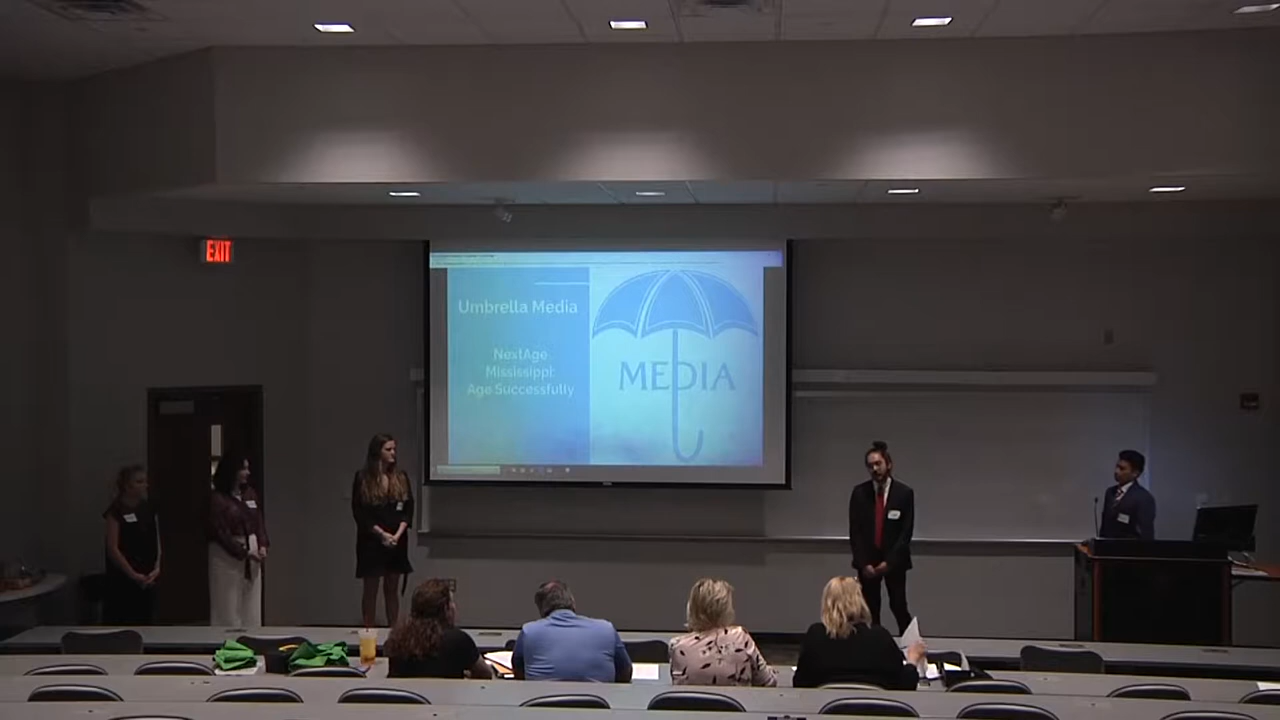 EXIT
Umbrella Media
NextAge
Mississippi:
Age Successfully
MEDIA